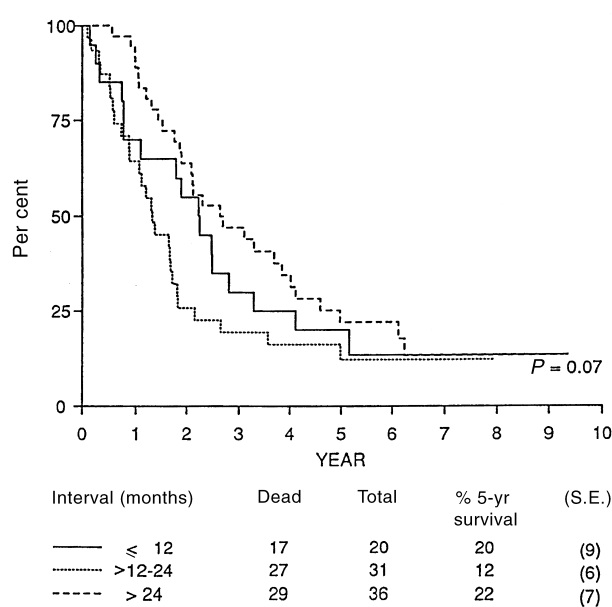 100
75
50
25
0
Per cent
P = 0.07
0 1 2 3 4 5 6 7 8 9 10
YEAR
Interval (months) Dead Total % 5-yr survival (S.E.)
⩽ 12 17 20 20 (9)
>12-24 27 31 12 (6)
> 24 29 36 22 (7)